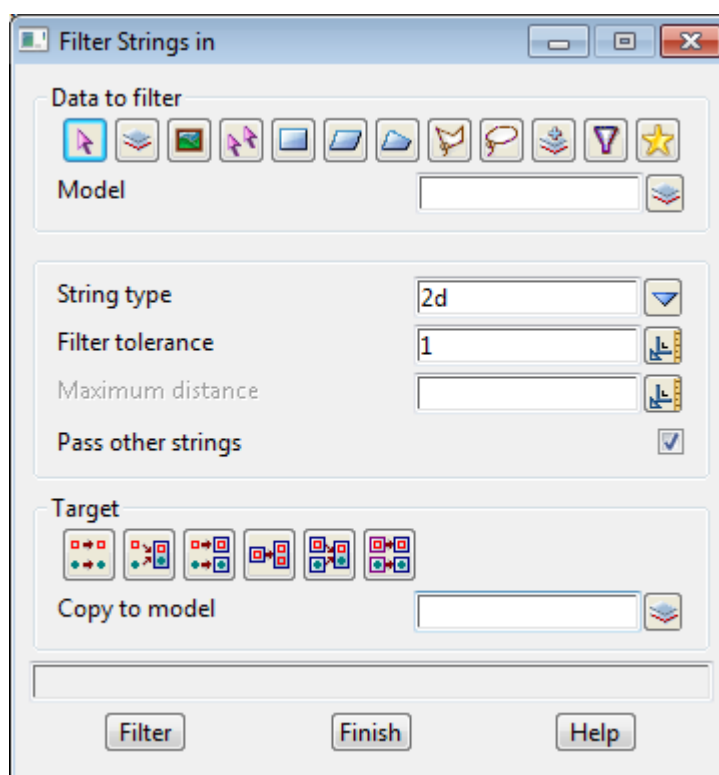 Filter Strings in
Data to filter
Model
String type 2d
Filter tolerance 1
Maximum distance
Pass other strings
Target
Copy to model
Filter Finish Help